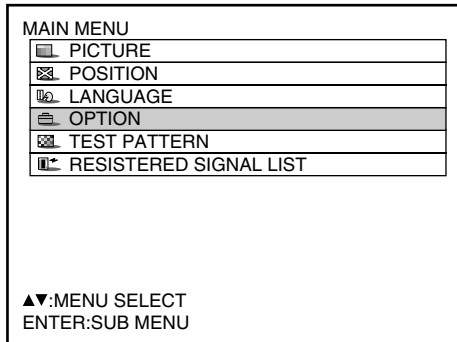 MAIN MENU
PICTURE
POSITION
LANGUAGE
OPTION
TEST PATTERN
RESISTERED SIGNAL LIST
▲▼:MENU SELECT
ENTER:SUB MENU